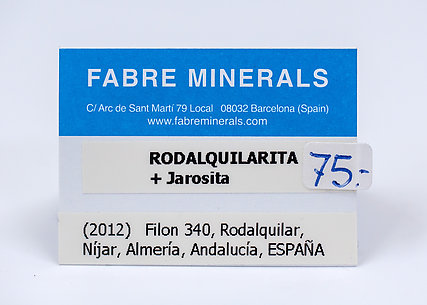 FABRE MINERALS
C/ Arc de Sant Martí 79 Local 08032 Barcelona (Spain)
www.fabreminerals.com
RODALQUILARITA
+ Jarosita
75.-
(2012) Filon 340, Rodalquilar,
Níjar, Almería, Andalucía, ESPAÑA